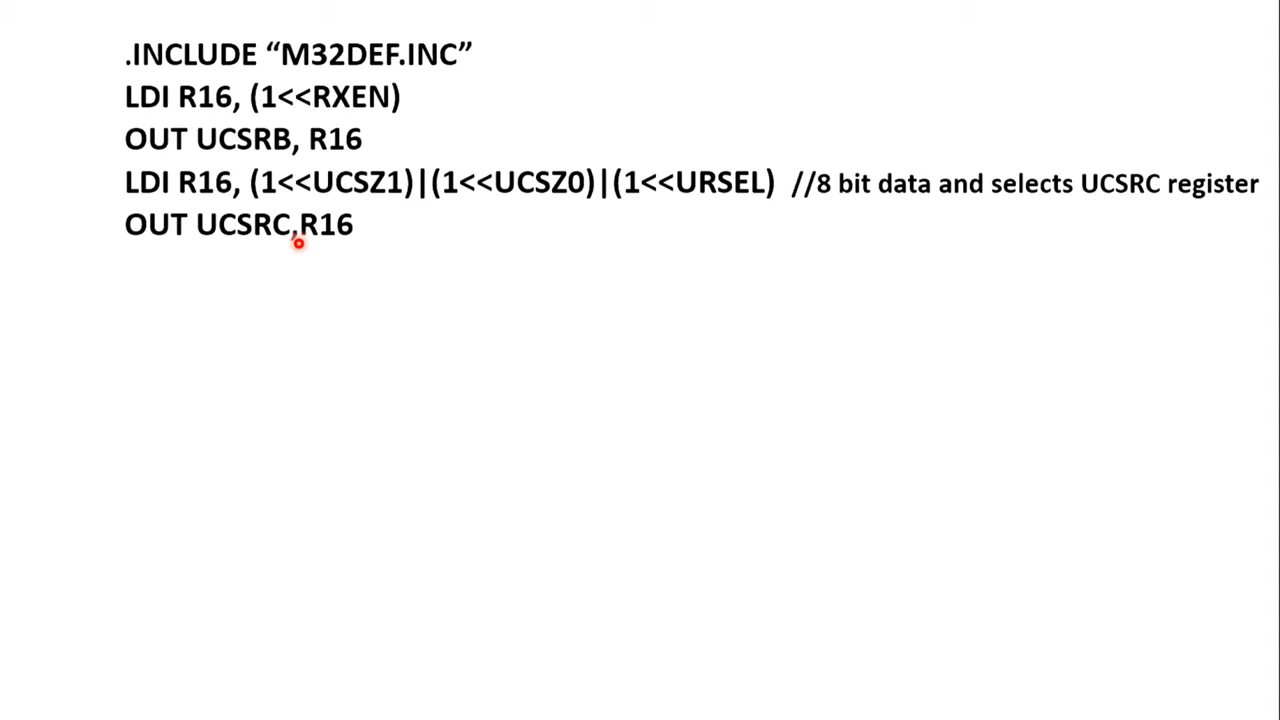 .INCLUDE “M32DEF.INC”
LDI R16, (1<<RXEN)
OUT UCSRB, R16
LDI R16, (1<<UCSZ1)|(1<<UCSZ0)|(1<<URSEL) //8 bit data and selects UCSRC register
OUT UCSRC,R16